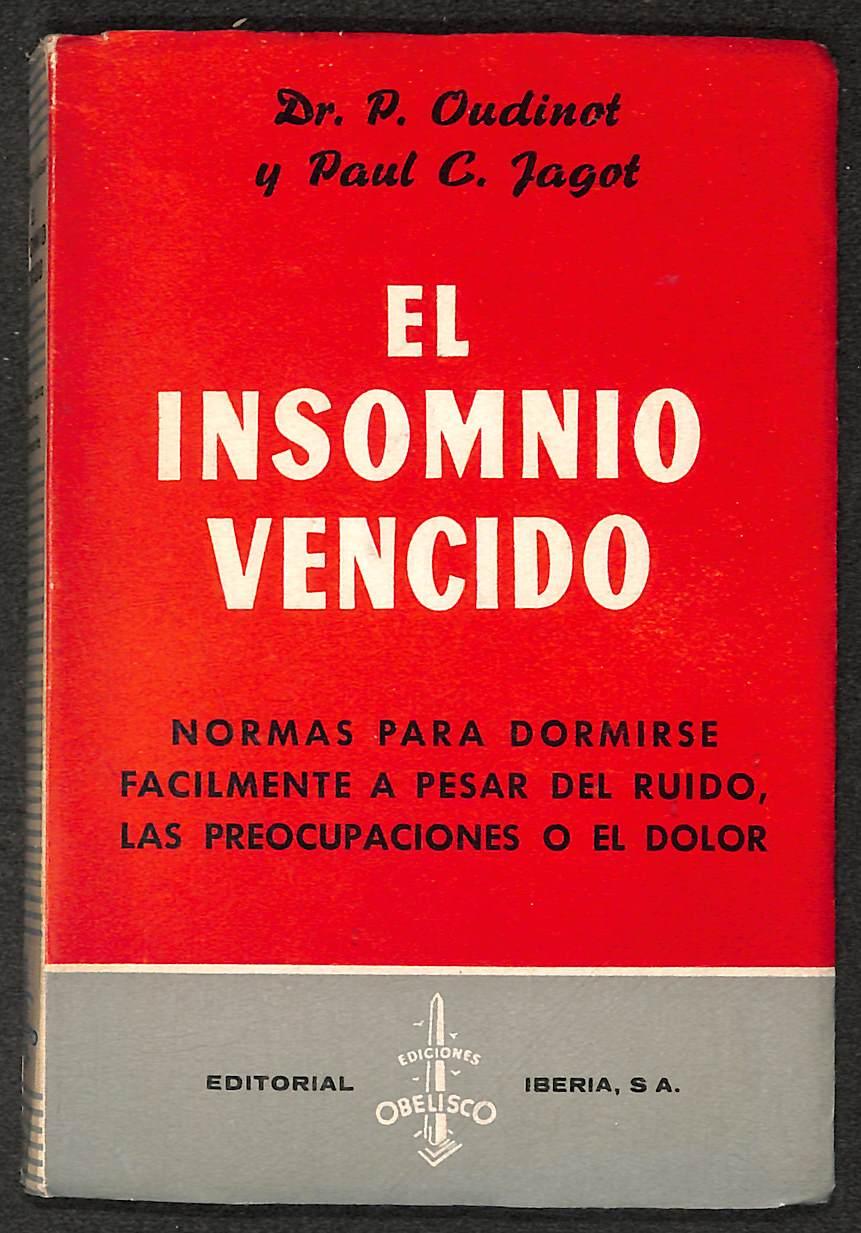 Dr. P. Oudinot
y Paul C. Jagot
EL
INSOMNIO
VENCIDO
NORMAS PARA DORMIRSE
FACILMENTE A PESAR DEL RUIDO,
LAS PREOCUPACIONES O EL DOLOR
EDITORIAL
EDICIONES
OBELISCO
IBERIA, S A.